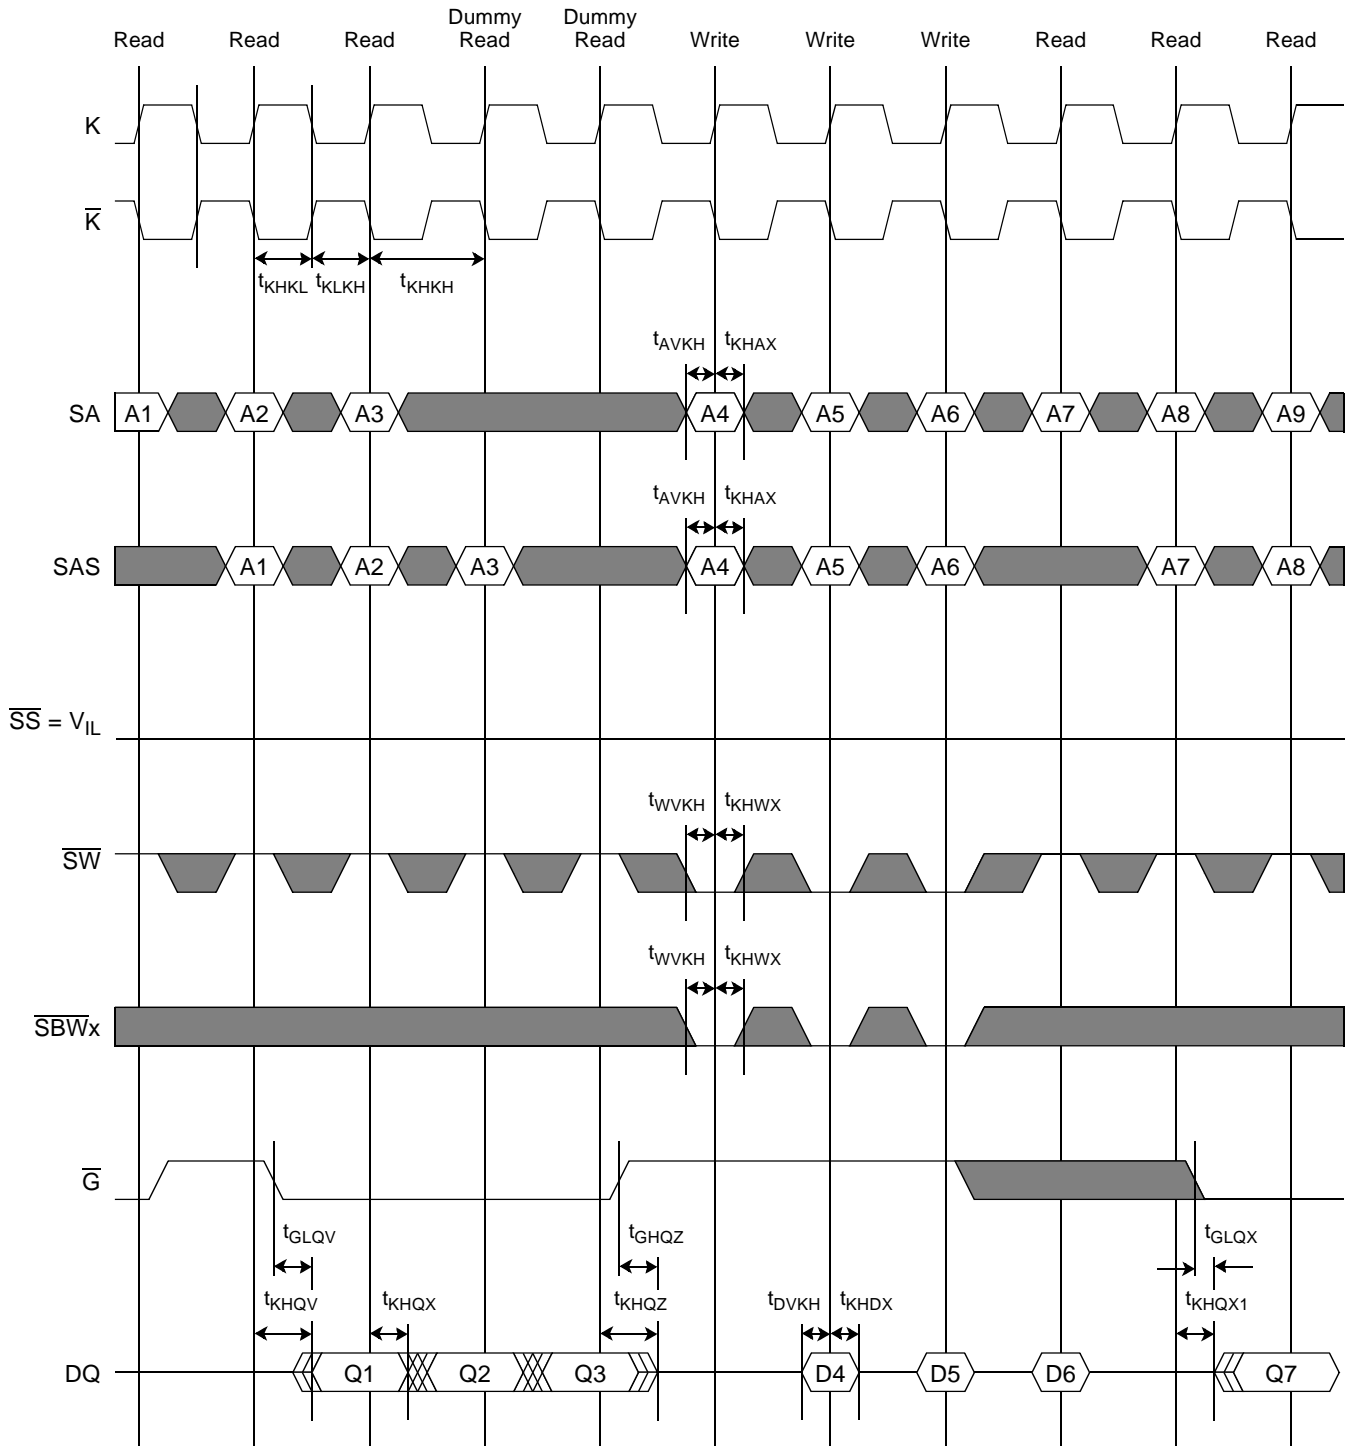 Dummy Dummy
Read Read Read Read Read Write Write Write Read Read Read
K
K̅
tKHKL tKLKH tKHKH
tAVKH tKHAX
SA A1 A2 A3 A4 A5 A6 A7 A8 A9
tAVKH tKHAX
SAS A1 A2 A3 A4 A5 A6 A7 A8
S̅S̅ = VIL
tWVKH tKHWX
S̅W̅
tWVKH tKHWX
S̅B̅W̅x
G̅
tGLQV tGHQZ tGLQX
tKHQV tKHQX tKHQZ tDVKH tKHDX tKHQX1
DQ Q1 Q2 Q3 D4 D5 D6 Q7